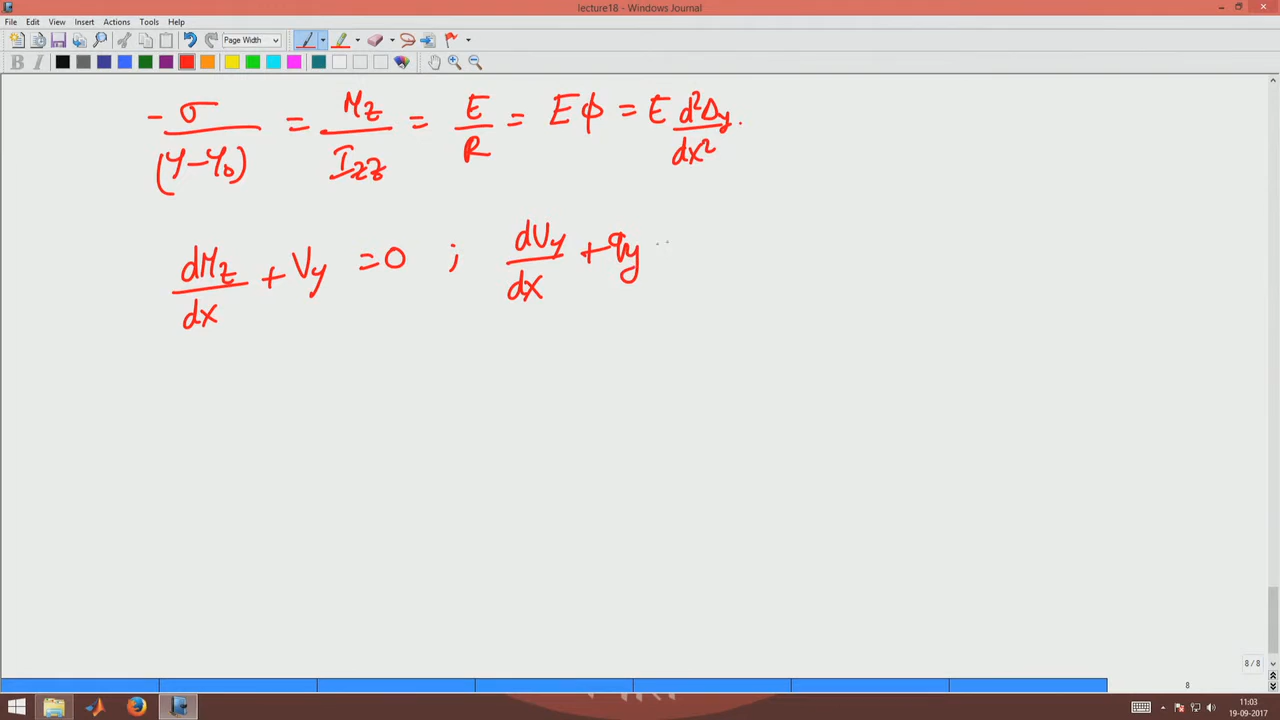 lecture18 - Windows Journal
File Edit View Insert Actions Tools Help
Page Width
B I
-σ/(y-y₀) = Mz/Izz = E/R = Eφ = E d²Δy/dx².
dMz/dx + Vy = 0 ; dVy/dx + qy
8 / 8
8
11:03
19-09-2017